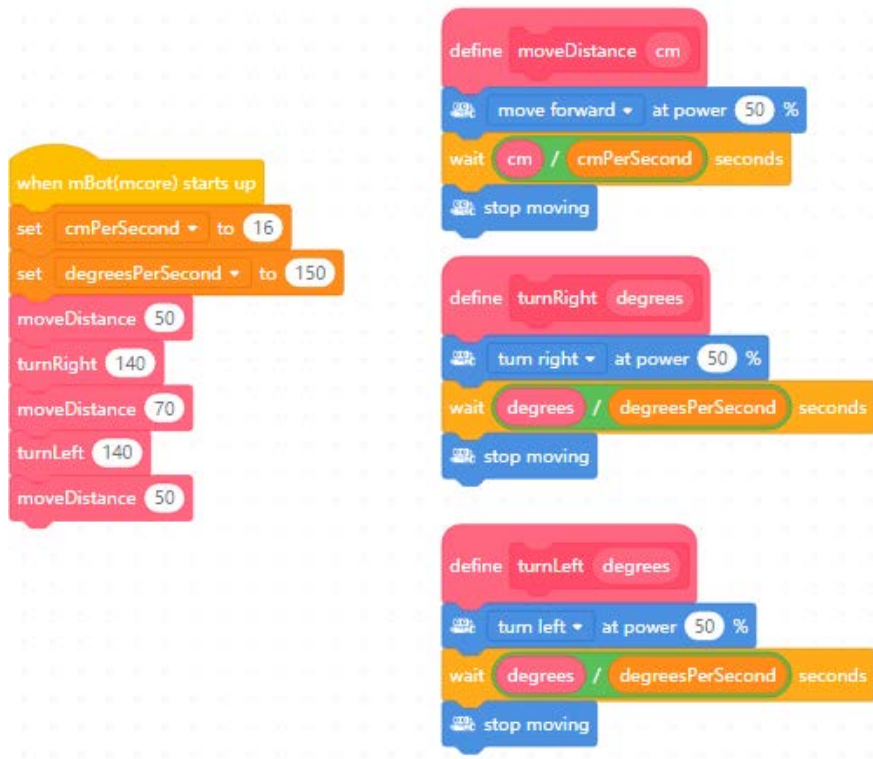 when mBot(mcore) starts up
set cmPerSecond to 16
set degreesPerSecond to 150
moveDistance 50
turnRight 140
moveDistance 70
turnLeft 140
moveDistance 50
define moveDistance cm
move forward at power 50 %
wait cm / cmPerSecond seconds
stop moving
define turnRight degrees
turn right at power 50 %
wait degrees / degreesPerSecond seconds
stop moving
define turnLeft degrees
turn left at power 50 %
wait degrees / degreesPerSecond seconds
stop moving